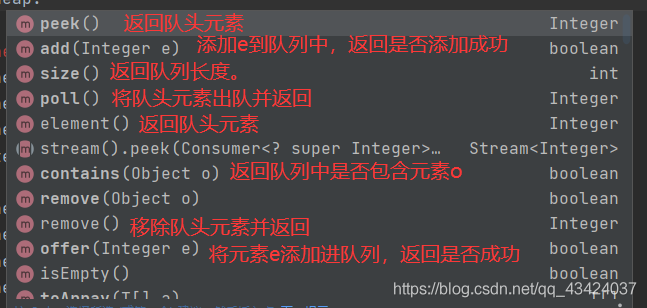 peek() 返回队头元素 Integer
add(Integer e) 添加e到队列中，返回是否添加成功 boolean
size() 返回队列长度。 int
poll() 将队头元素出队并返回 Integer
element() 返回队头元素 Integer
stream().peek(Consumer<? super Integer>… Stream<Integer>
contains(Object o) 返回队列中是否包含元素o boolean
remove(Object o) boolean
remove() 移除队头元素并返回 Integer
offer(Integer e) 将元素e添加进队列，返回是否成功 boolean
isEmpty() boolean
toArray(T[] a)
https://blog.csdn.net/qq_43424037